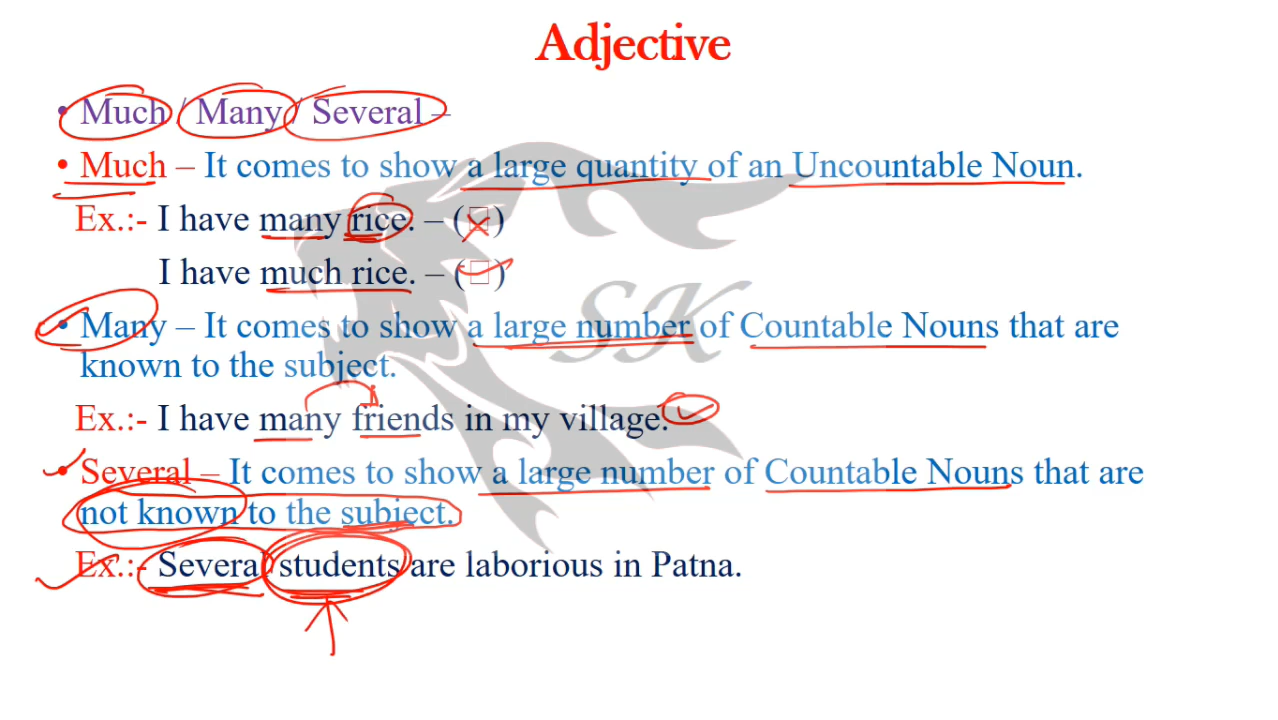 Adjective
• Much / Many / Several –
• Much – It comes to show a large quantity of an Uncountable Noun.
Ex.:- I have many rice. – (☐)
I have much rice. – (☐)
• Many – It comes to show a large number of Countable Nouns that are
known to the subject.
Ex.:- I have many friends in my village.
• Several – It comes to show a large number of Countable Nouns that are
not known to the subject.
Ex.:- Several students are laborious in Patna.
SK